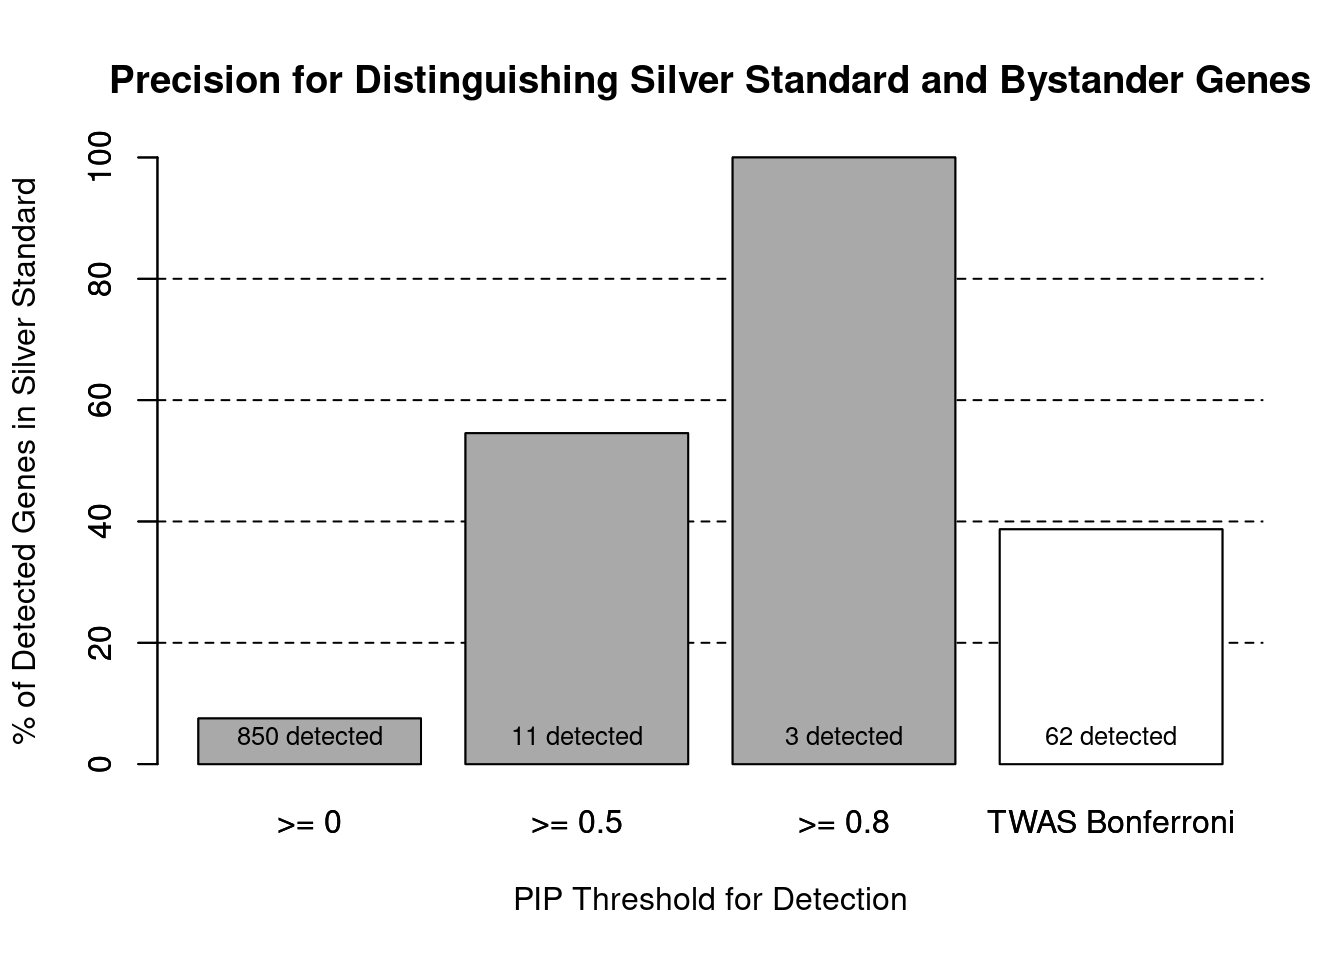 Precision for Distinguishing Silver Standard and Bystander Genes
% of Detected Genes in Silver Standard
100
80
60
40
20
0
850 detected
11 detected
3 detected
62 detected
>= 0
>= 0.5
>= 0.8
TWAS Bonferroni
PIP Threshold for Detection